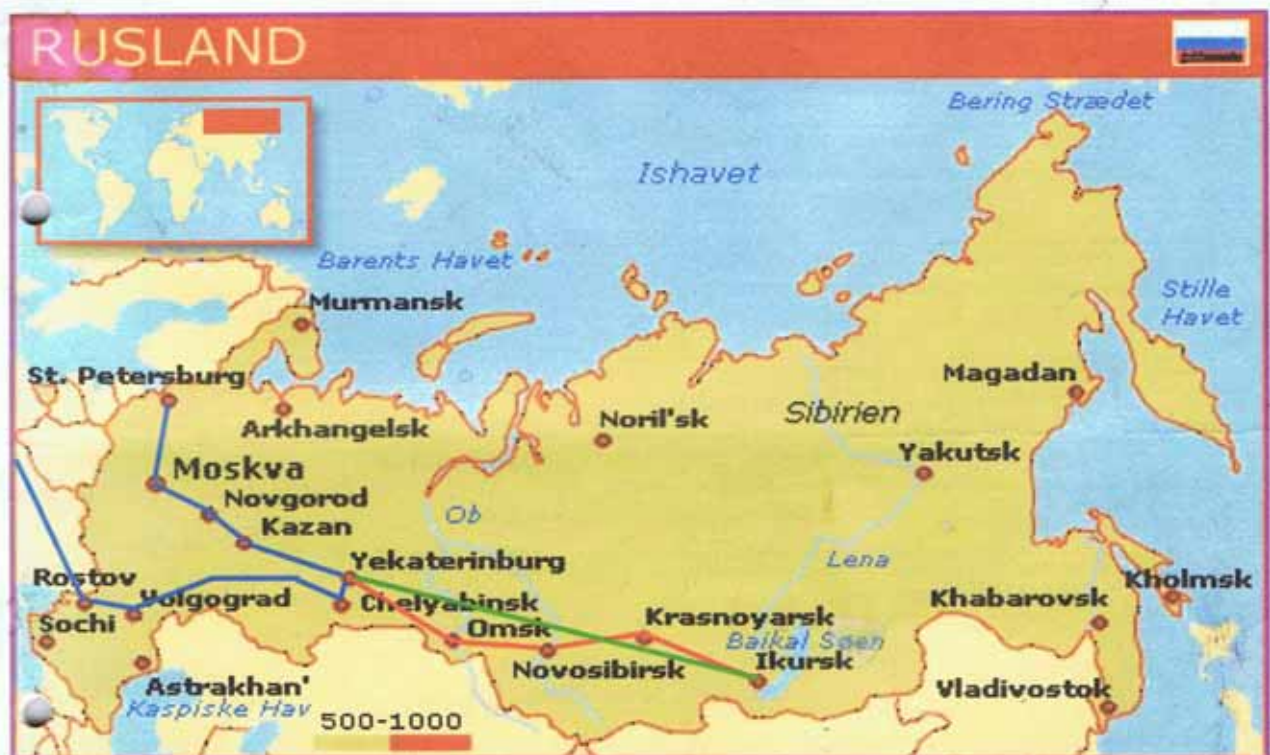 RUSLAND
Bering Strædet
Ishavet
Barents Havet
Murmansk
Stille
Havet
St. Petersburg
Magadan
Sibirien
Noril'sk
Arkhangelsk
Yakutsk
Moskva
Novgorod
Ob
Kazan
Yekaterinburg
Lena
Rostov
Volgograd
Chelyabinsk
Kholmsk
Khabarovsk
Krasnoyarsk
Sochi
Omsk
Baikal Søen
Ikursk
Novosibirsk
Astrakhan'
Vladivostok
Kaspiske Hav
500-1000